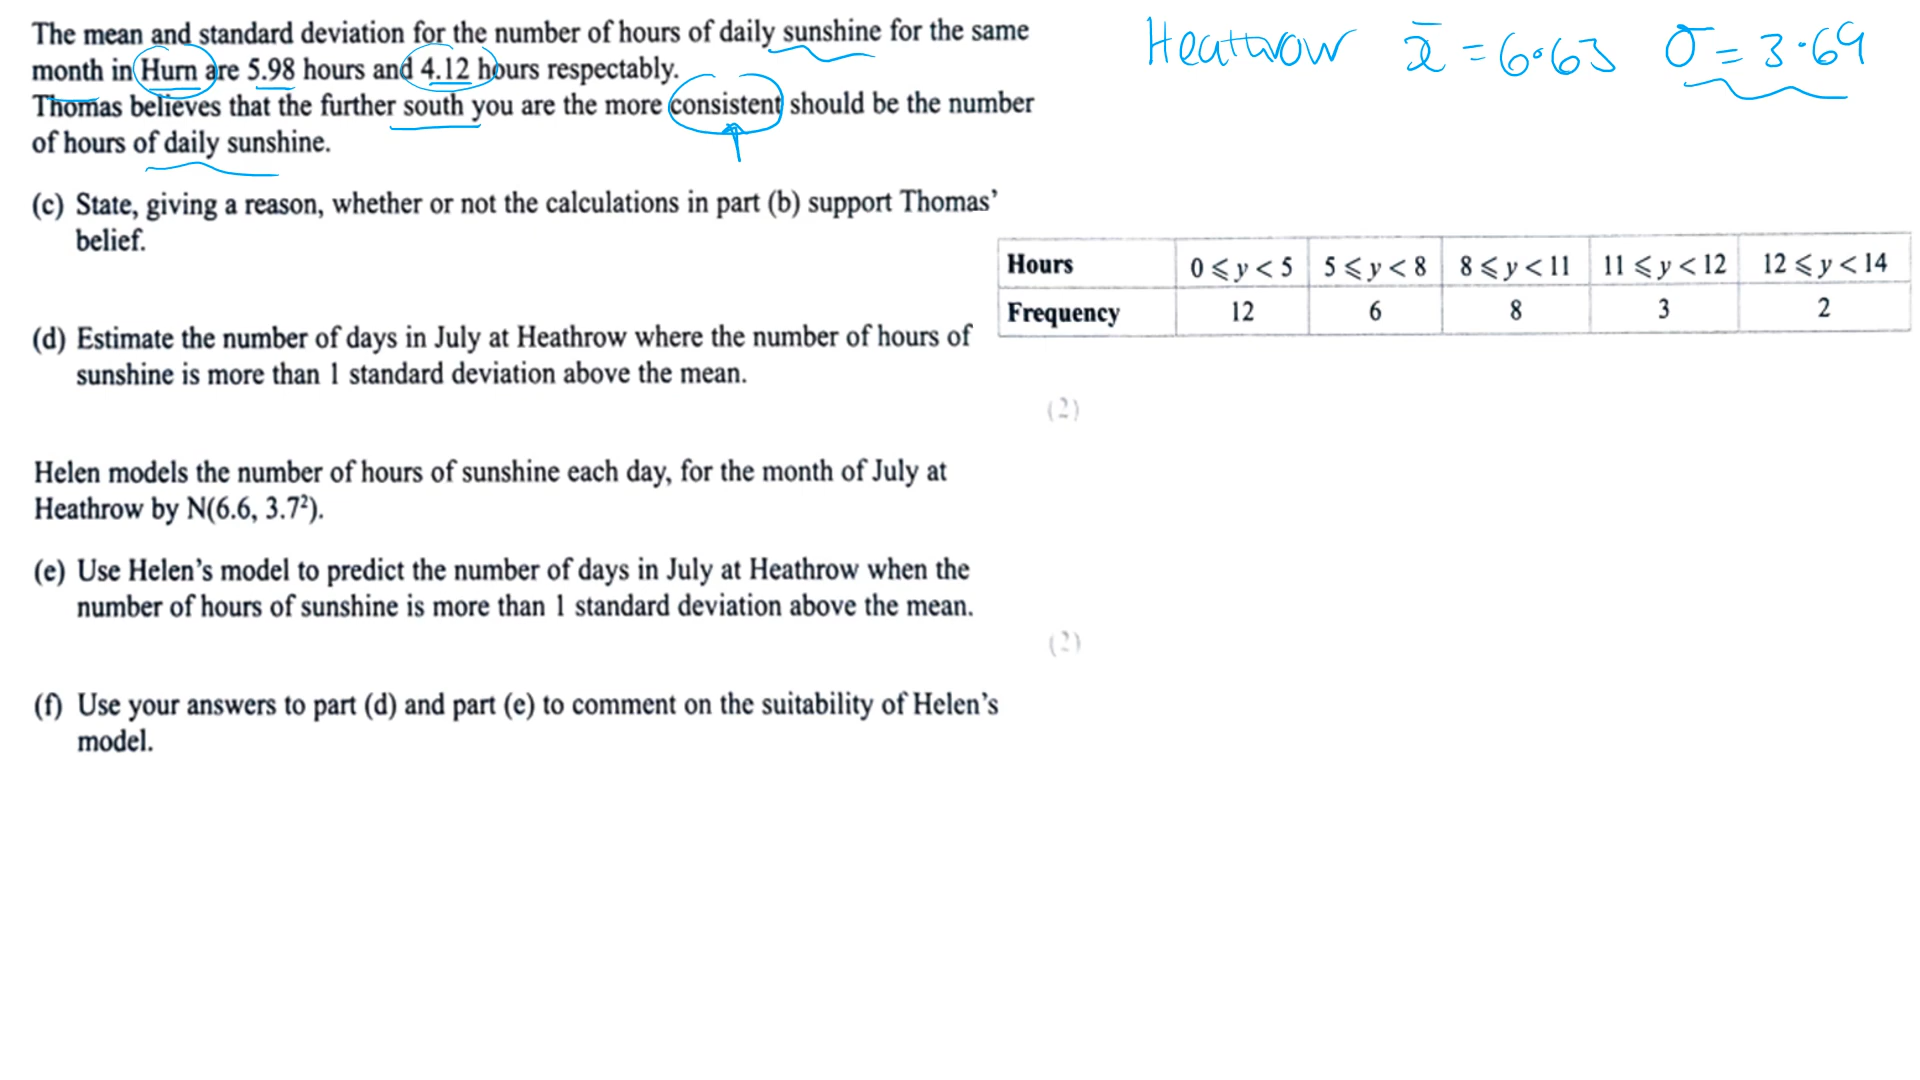 The mean and standard deviation for the number of hours of daily sunshine for the same
month in Hurn are 5.98 hours and 4.12 hours respectably.
Thomas believes that the further south you are the more consistent should be the number
of hours of daily sunshine.
Heathrow x̄ = 6.63 σ = 3.69
(c) State, giving a reason, whether or not the calculations in part (b) support Thomas'
belief.
Hours 0 ⩽ y < 5 5 ⩽ y < 8 8 ⩽ y < 11 11 ⩽ y < 12 12 ⩽ y < 14
Frequency 12 6 8 3 2
(d) Estimate the number of days in July at Heathrow where the number of hours of
sunshine is more than 1 standard deviation above the mean.
(2)
Helen models the number of hours of sunshine each day, for the month of July at
Heathrow by N(6.6, 3.7²).
(e) Use Helen's model to predict the number of days in July at Heathrow when the
number of hours of sunshine is more than 1 standard deviation above the mean.
(2)
(f) Use your answers to part (d) and part (e) to comment on the suitability of Helen's
model.